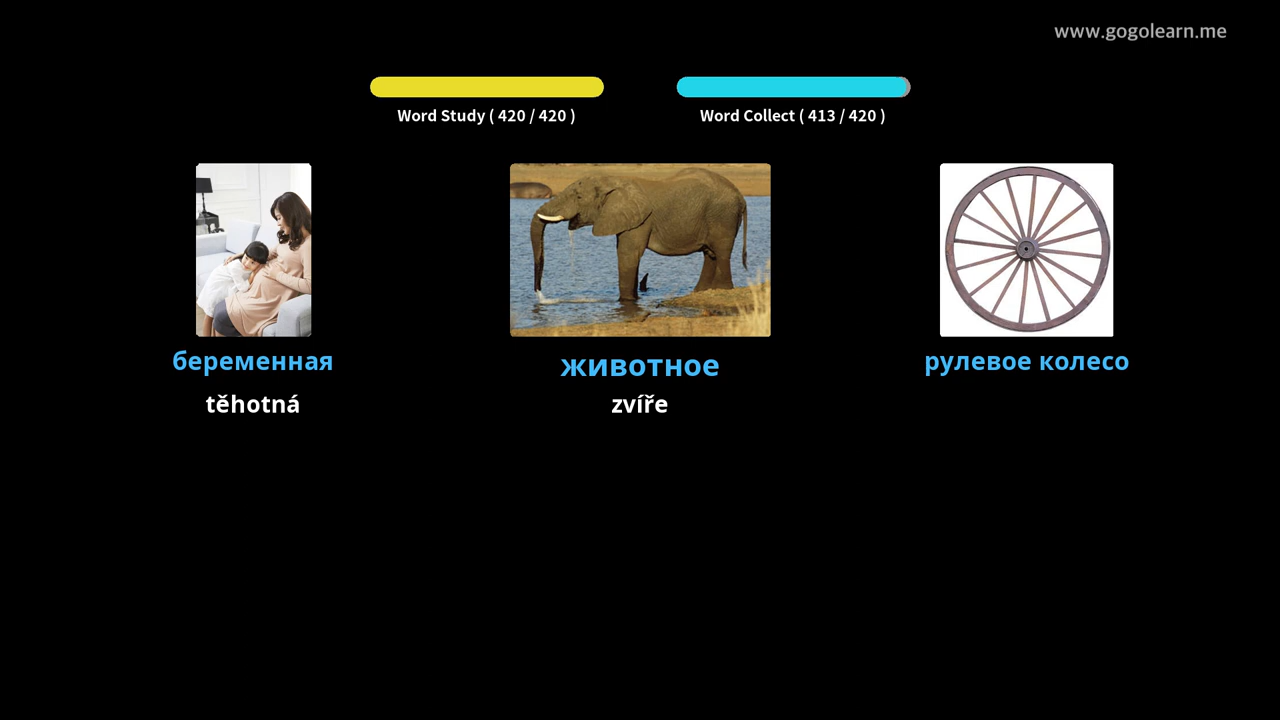 www.gogolearn.me
Word Study ( 420 / 420 )
Word Collect ( 413 / 420 )
беременная
животное
рулевое колесо
těhotná
zvíře